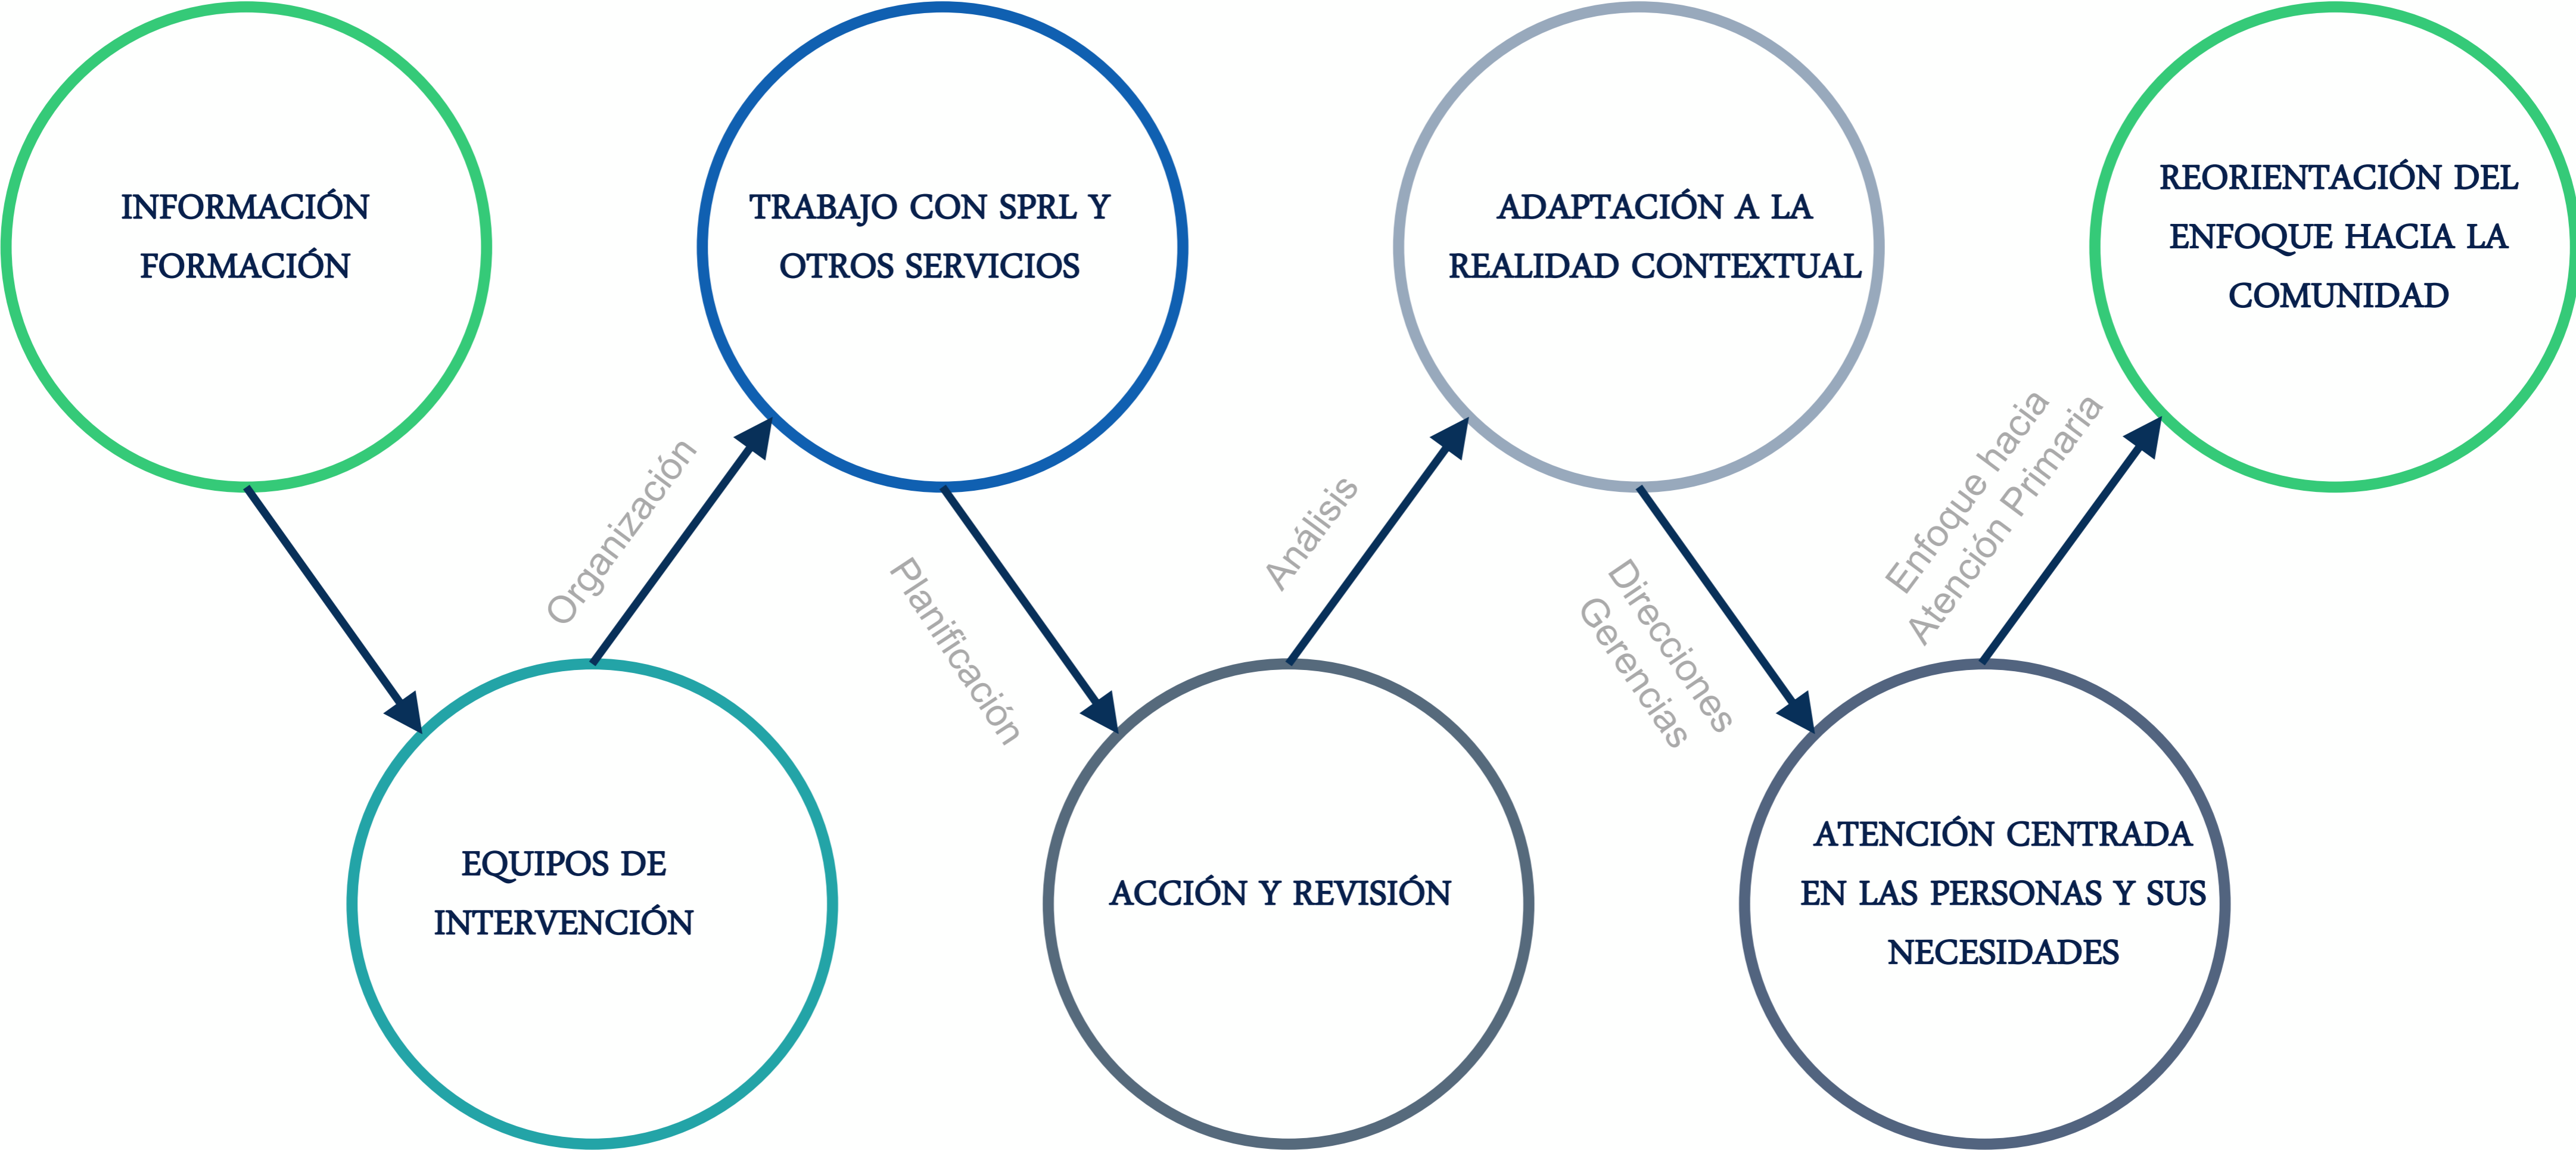 INFORMACIÓN
FORMACIÓN
EQUIPOS DE
INTERVENCIÓN
Organización
TRABAJO CON SPRL Y
OTROS SERVICIOS
Planificación
ACCIÓN Y REVISIÓN
Análisis
ADAPTACIÓN A LA
REALIDAD CONTEXTUAL
Direcciones
Gerencias
ATENCIÓN CENTRADA
EN LAS PERSONAS Y SUS
NECESIDADES
Enfoque hacia
Atención Primaria
REORIENTACIÓN DEL
ENFOQUE HACIA LA
COMUNIDAD